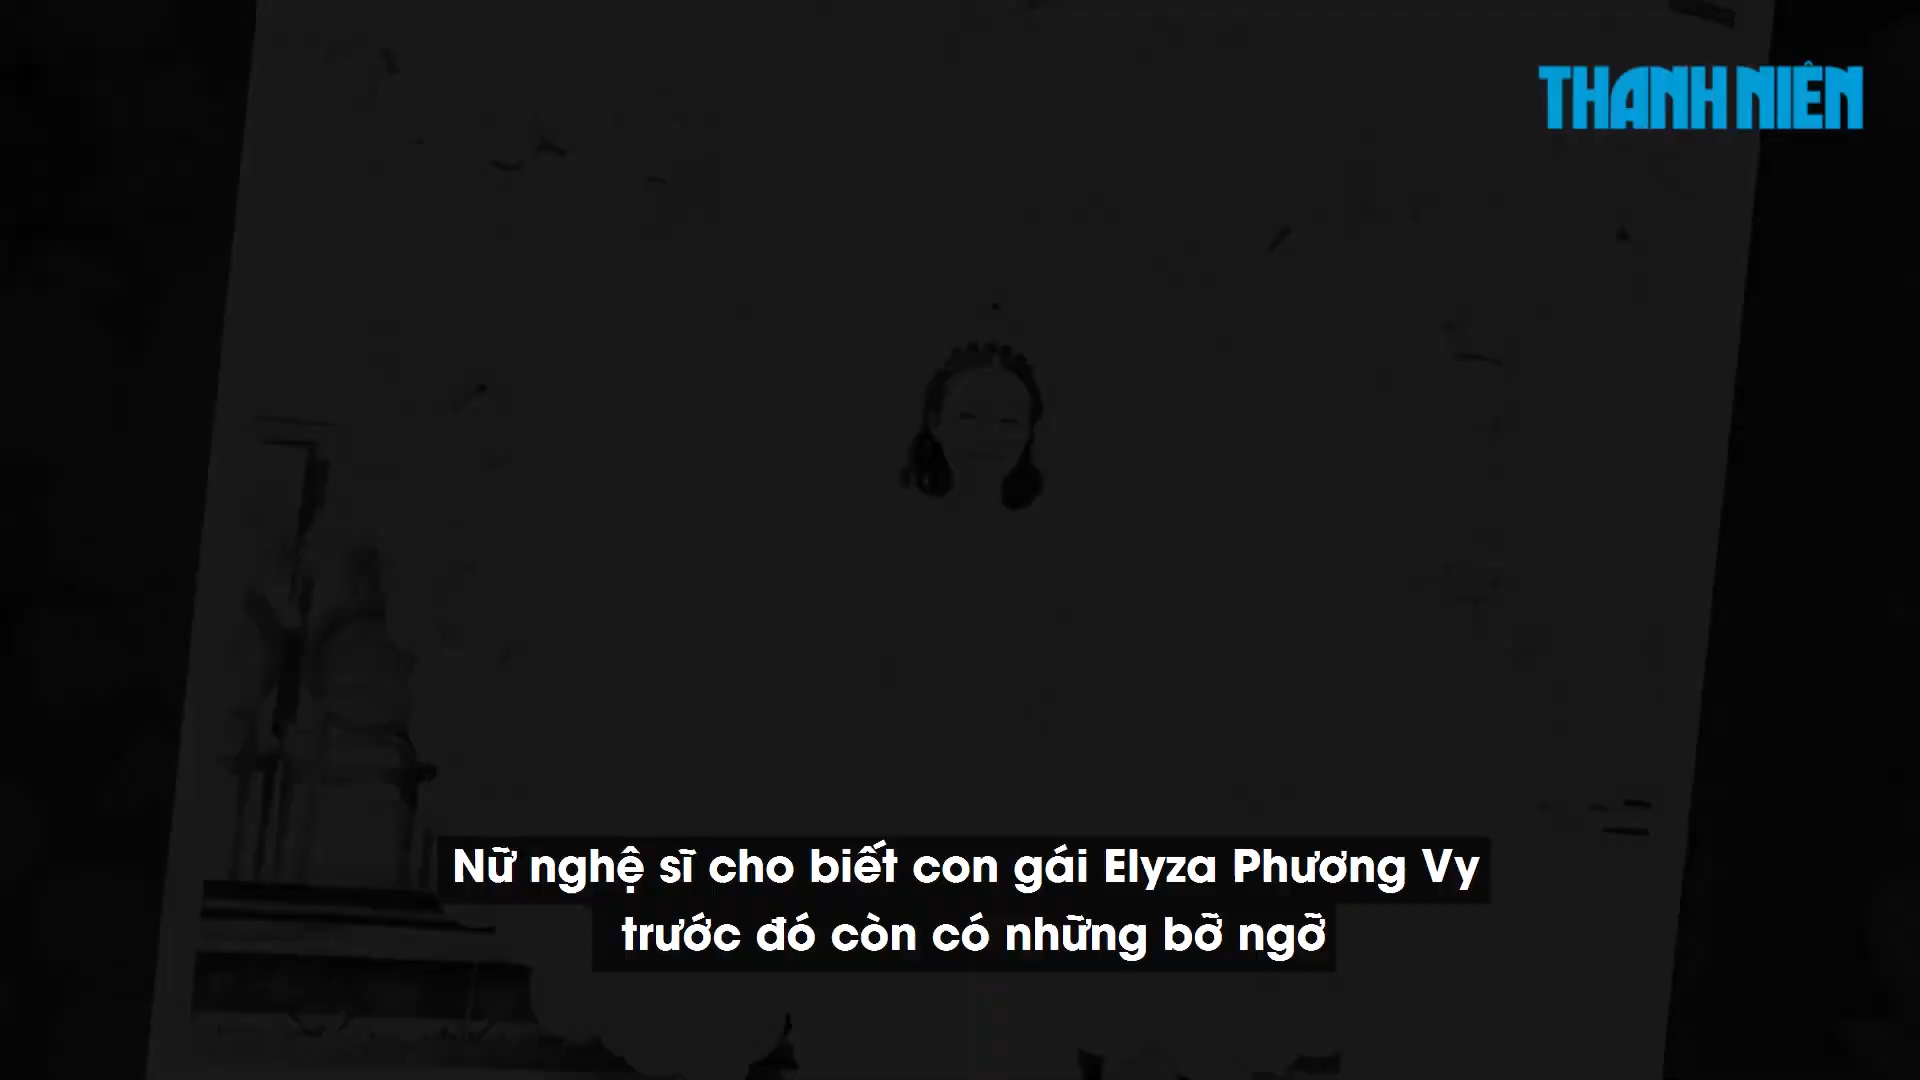 THANH NIÊN
Nữ nghệ sĩ cho biết con gái Elyza Phương Vy
trước đó còn có những bỡ ngỡ